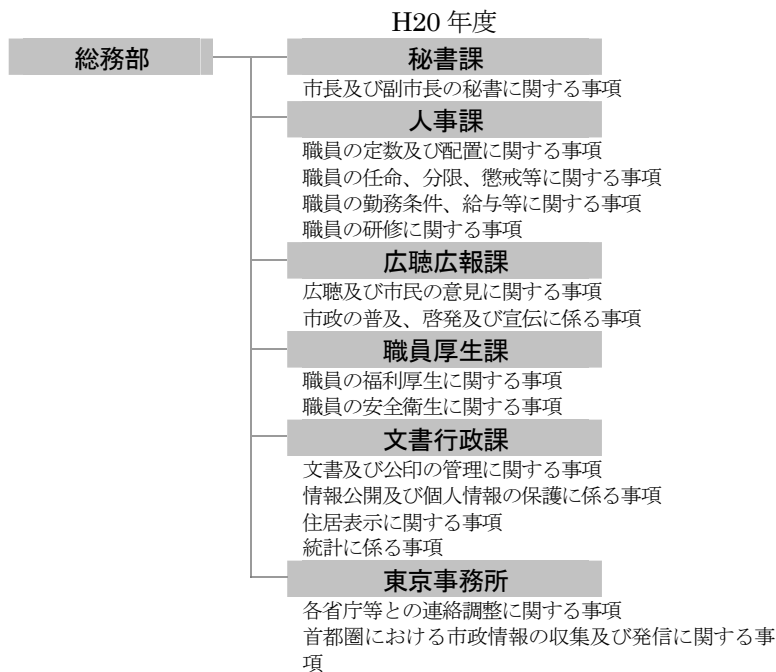 H20 年度
総務部
秘書課
市長及び副市長の秘書に関する事項
人事課
職員の定数及び配置に関する事項
職員の任命、分限、懲戒等に関する事項
職員の勤務条件、給与等に関する事項
職員の研修に関する事項
広聴広報課
広聴及び市民の意見に関する事項
市政の普及、啓発及び宣伝に係る事項
職員厚生課
職員の福利厚生に関する事項
職員の安全衛生に関する事項
文書行政課
文書及び公印の管理に関する事項
情報公開及び個人情報の保護に係る事項
住居表示に関する事項
統計に係る事項
東京事務所
各省庁等との連絡調整に関する事項
首都圏における市政情報の収集及び発信に関する事
項